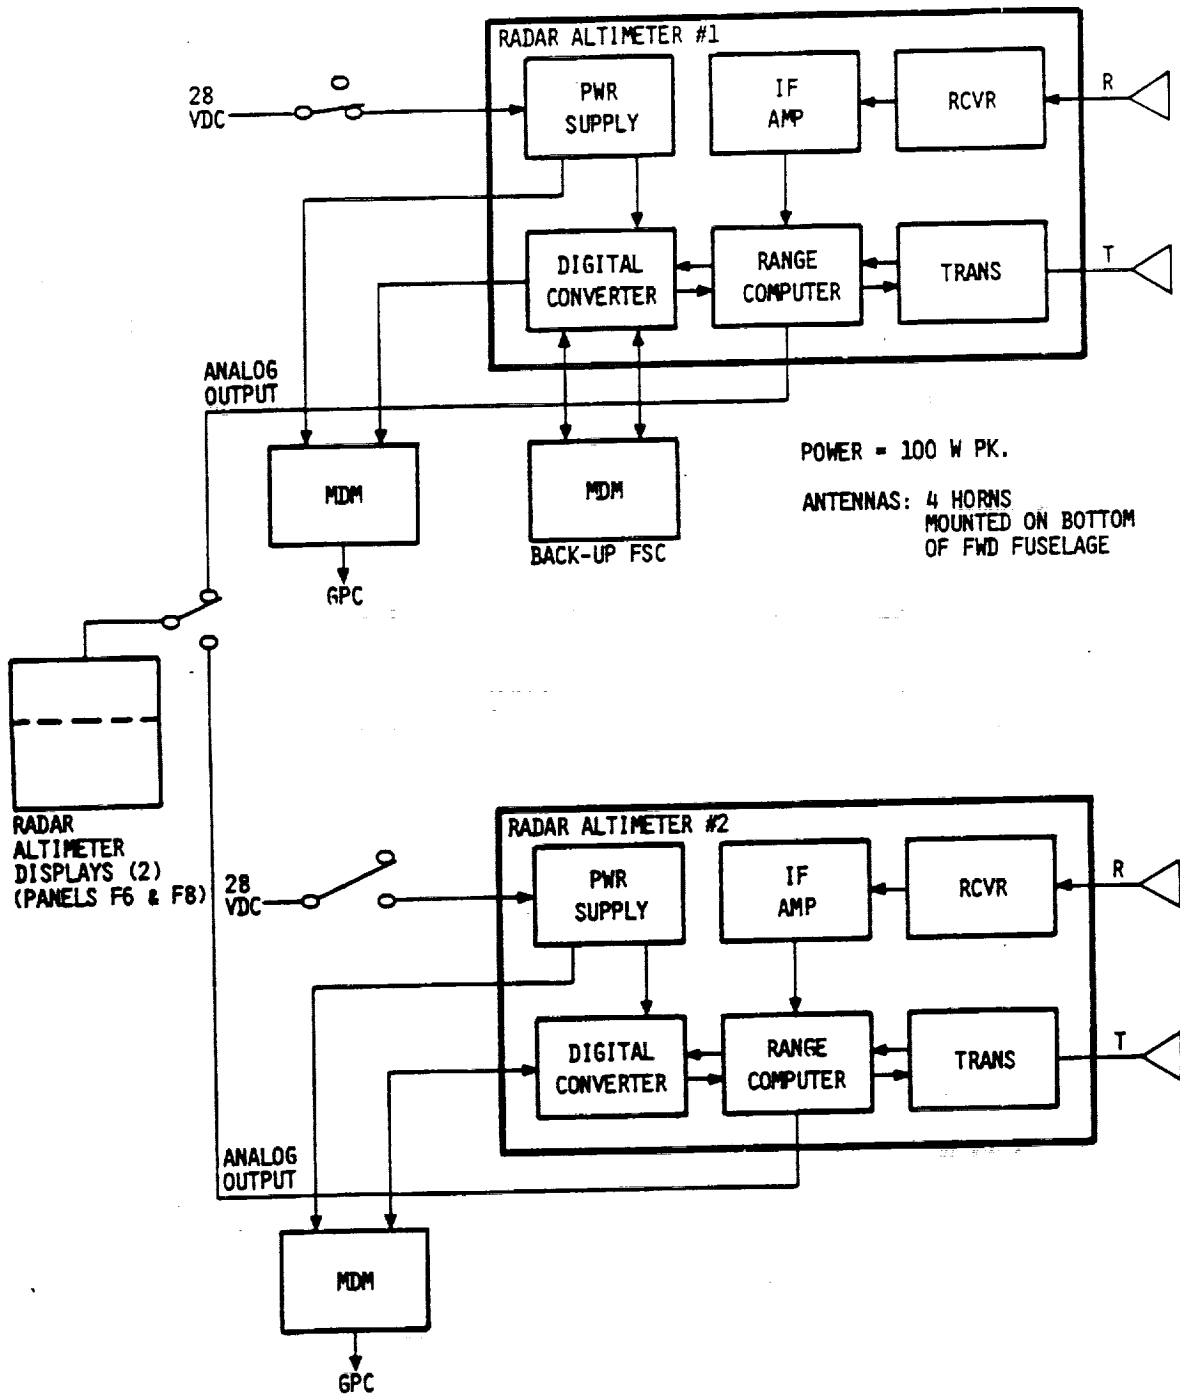 RADAR ALTIMETER #1
28
VDC
PWR
SUPPLY
IF
AMP
RCVR
R
DIGITAL
CONVERTER
RANGE
COMPUTER
TRANS
T
ANALOG
OUTPUT
MDM
GPC
MDM
BACK-UP FSC
POWER = 100 W PK.
ANTENNAS: 4 HORNS
MOUNTED ON BOTTOM
OF FWD FUSELAGE
RADAR
ALTIMETER
DISPLAYS (2)
(PANELS F6 & F8)
RADAR ALTIMETER #2
28
VDC
PWR
SUPPLY
IF
AMP
RCVR
R
DIGITAL
CONVERTER
RANGE
COMPUTER
TRANS
T
ANALOG
OUTPUT
MDM
GPC